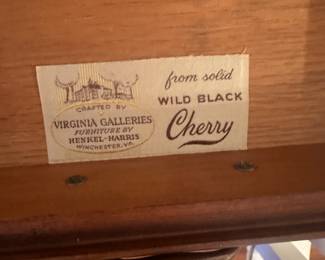 CRAFTED BY
VIRGINIA GALLERIES
FURNITURE BY
HENKEL-HARRIS
WINCHESTER, VA.
from solid
WILD BLACK
Cherry